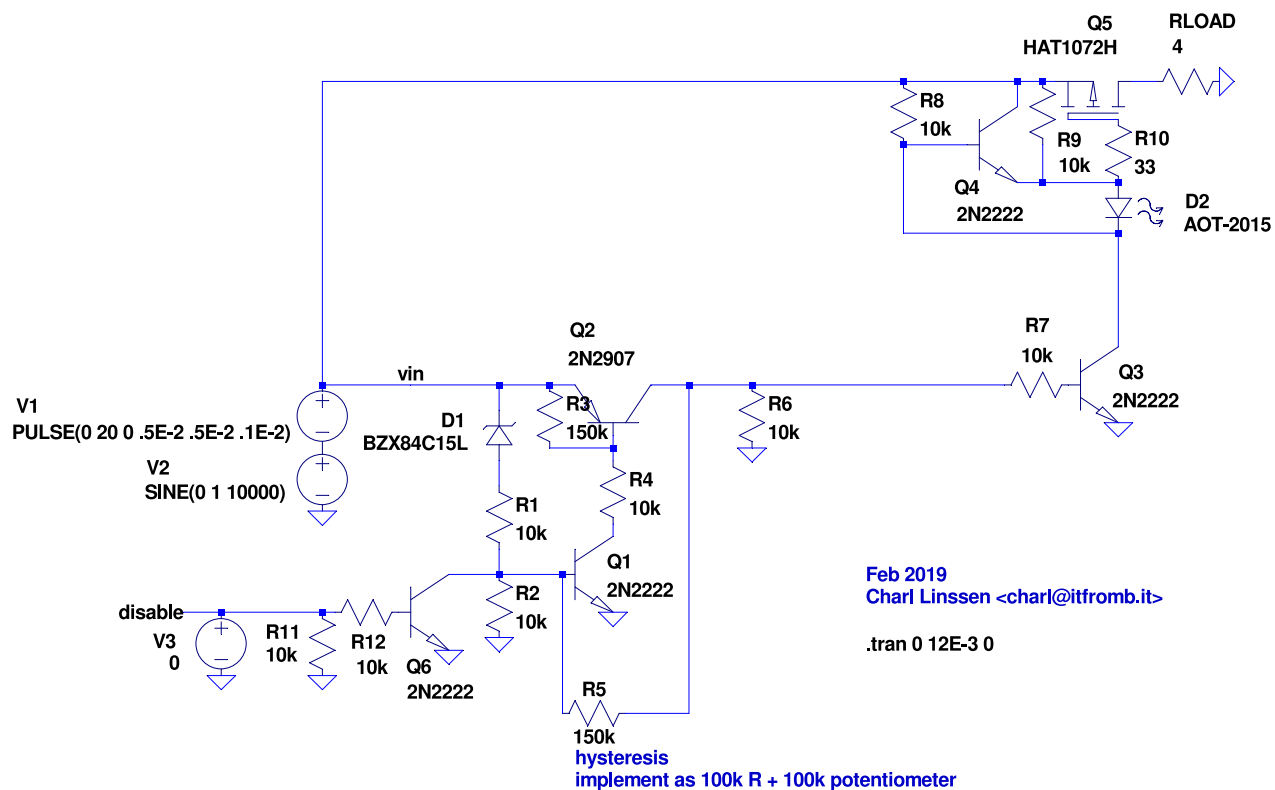 Q5
HAT1072H
RLOAD
4
R8
10k
R9
10k
R10
33
Q4
2N2222
D2
AOT-2015
Q2
2N2907
R7
10k
Q3
2N2222
vin
V1
PULSE(0 20 0 .5E-2 .5E-2 .1E-2)
D1
BZX84C15L
R3
150k
R6
10k
V2
SINE(0 1 10000)
R4
10k
R1
10k
Q1
2N2222
R2
10k
disable
V3
0
R11
10k
R12
10k
Q6
2N2222
R5
150k
hysteresis
implement as 100k R + 100k potentiometer
Feb 2019
Charl Linssen <charl@itfromb.it>
.tran 0 12E-3 0